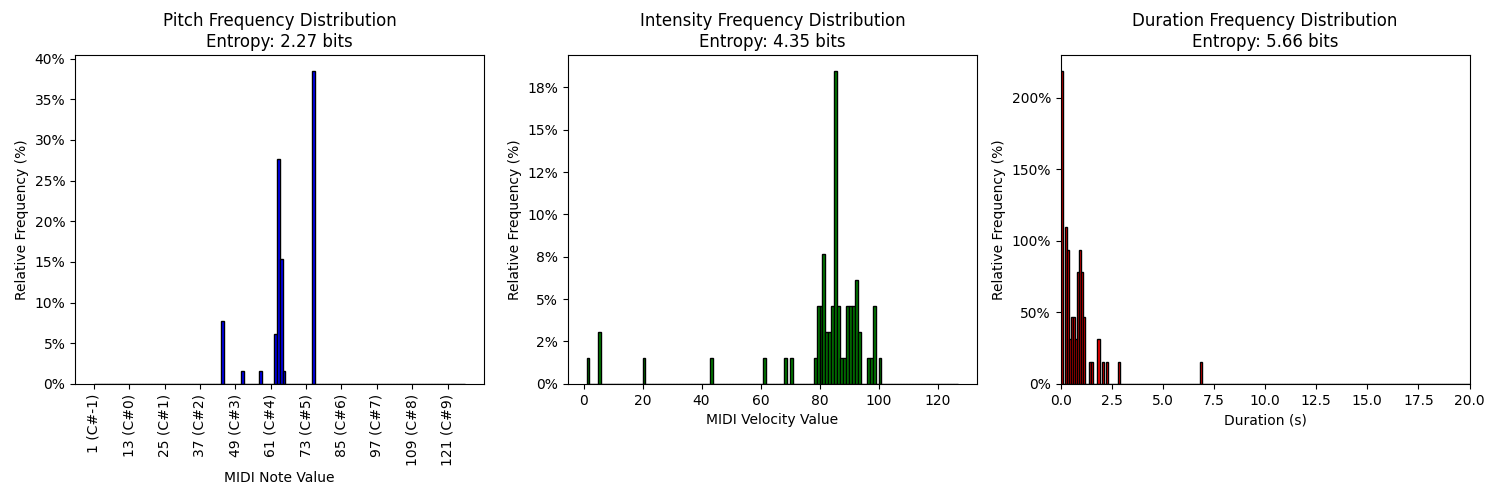 Pitch Frequency Distribution
Entropy: 2.27 bits
Relative Frequency (%)
40%
35%
30%
25%
20%
15%
10%
5%
0%
1 (C#-1)
13 (C#0)
25 (C#1)
37 (C#2)
49 (C#3)
61 (C#4)
73 (C#5)
85 (C#6)
97 (C#7)
109 (C#8)
121 (C#9)
MIDI Note Value
Intensity Frequency Distribution
Entropy: 4.35 bits
Relative Frequency (%)
18%
15%
12%
10%
8%
5%
2%
0%
0 20 40 60 80 100 120
MIDI Velocity Value
Duration Frequency Distribution
Entropy: 5.66 bits
Relative Frequency (%)
200%
150%
100%
50%
0%
0.0 2.5 5.0 7.5 10.0 12.5 15.0 17.5 20.0
Duration (s)